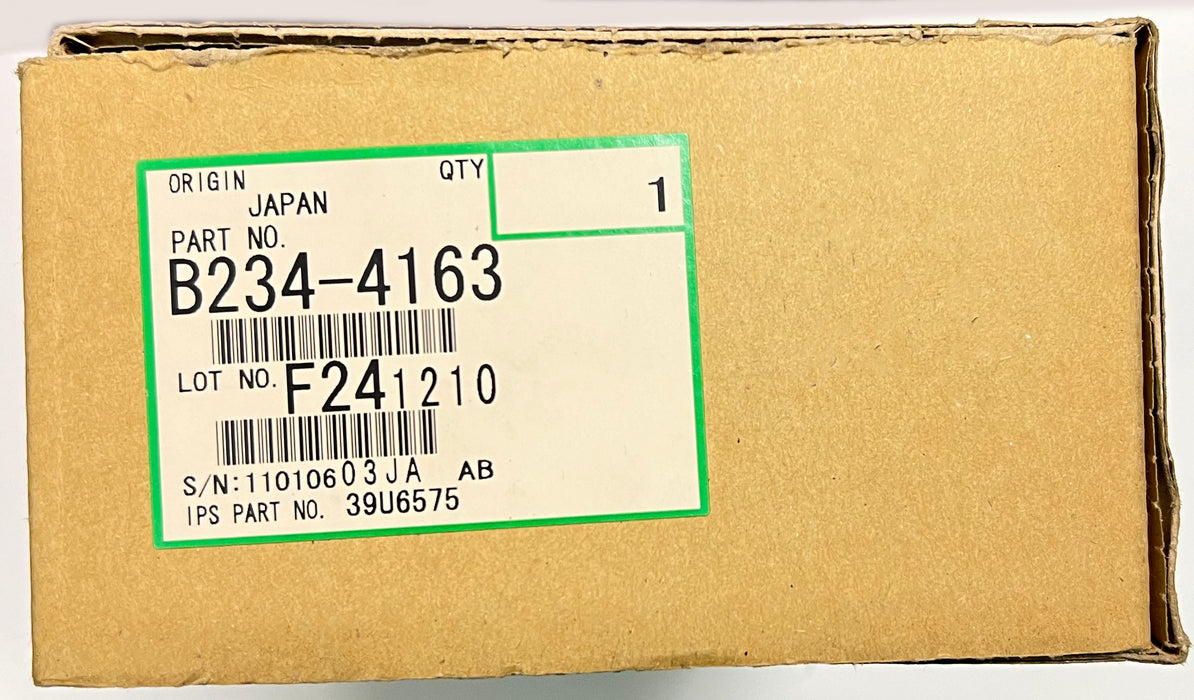 ORIGIN QTY 1
JAPAN
PART NO.
B234-4163
LOT NO. F241210
S/N:11010603JA AB
IPS PART NO. 39U6575